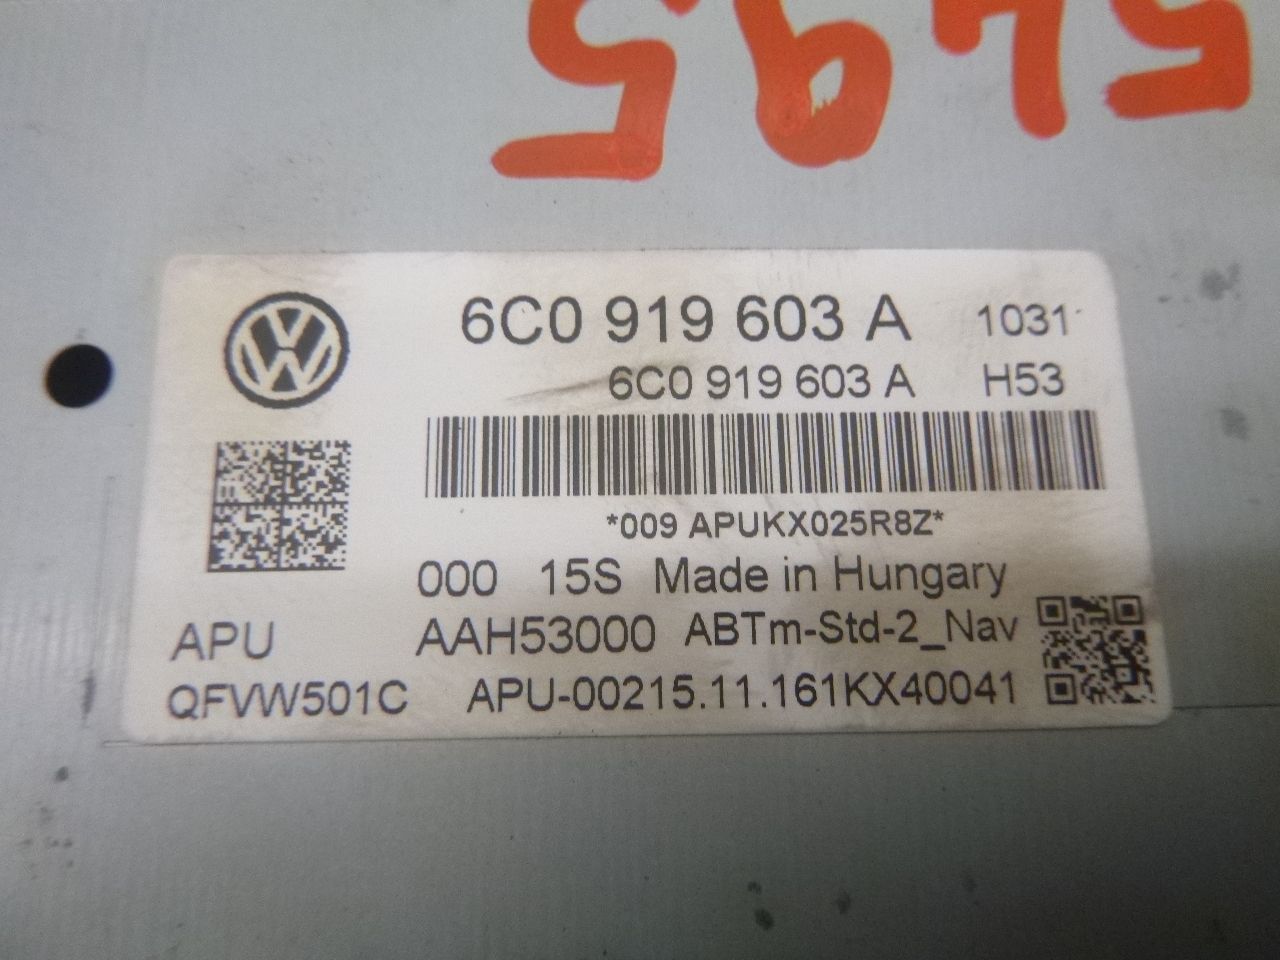 6C0 919 603 A 1031
6C0 919 603 A H53
*009 APUKX025R8Z*
000 15S Made in Hungary
APU AAH53000 ABTm-Std-2_Nav
QFVW501C APU-00215.11.161KX40041